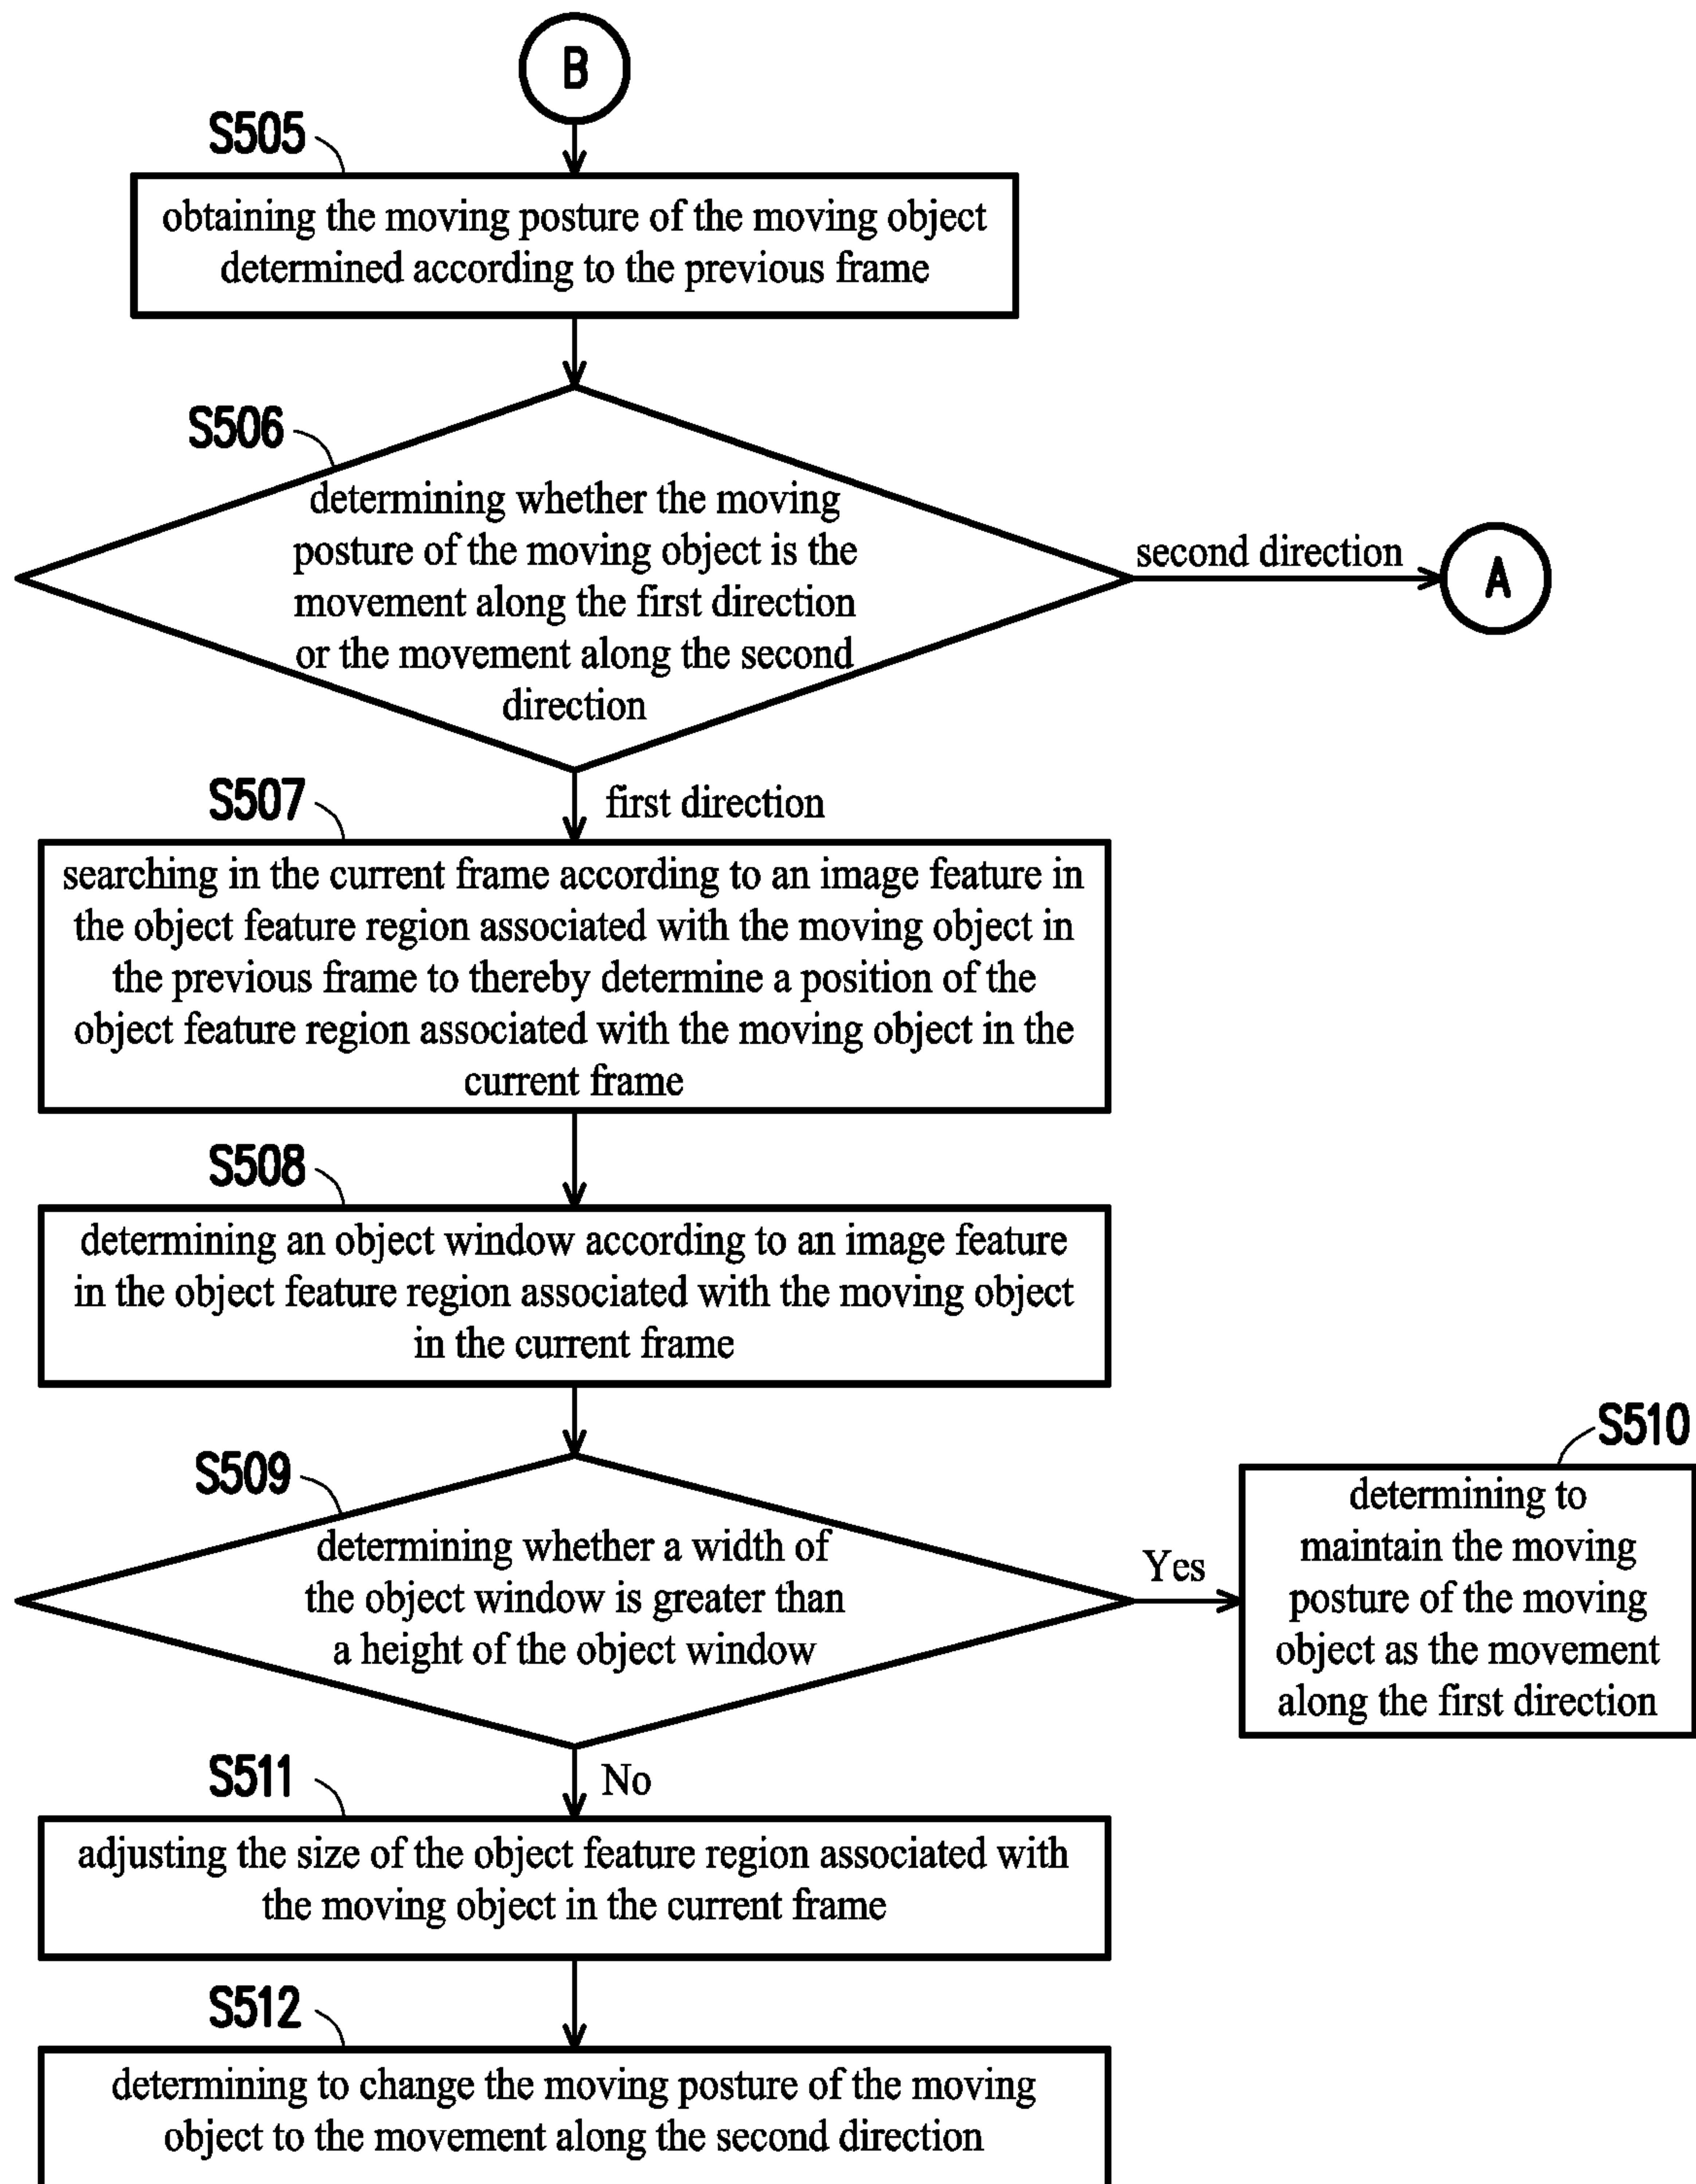 B
S505
obtaining the moving posture of the moving object
determined according to the previous frame
S506
determining whether the moving
posture of the moving object is the
movement along the first direction
or the movement along the second
direction
second direction
A
first direction
S507
searching in the current frame according to an image feature in
the object feature region associated with the moving object in
the previous frame to thereby determine a position of the
object feature region associated with the moving object in the
current frame
S508
determining an object window according to an image feature
in the object feature region associated with the moving object
in the current frame
S509
determining whether a width of
the object window is greater than
a height of the object window
Yes
S510
determining to
maintain the moving
posture of the moving
object as the movement
along the first direction
No
S511
adjusting the size of the object feature region associated with
the moving object in the current frame
S512
determining to change the moving posture of the moving
object to the movement along the second direction